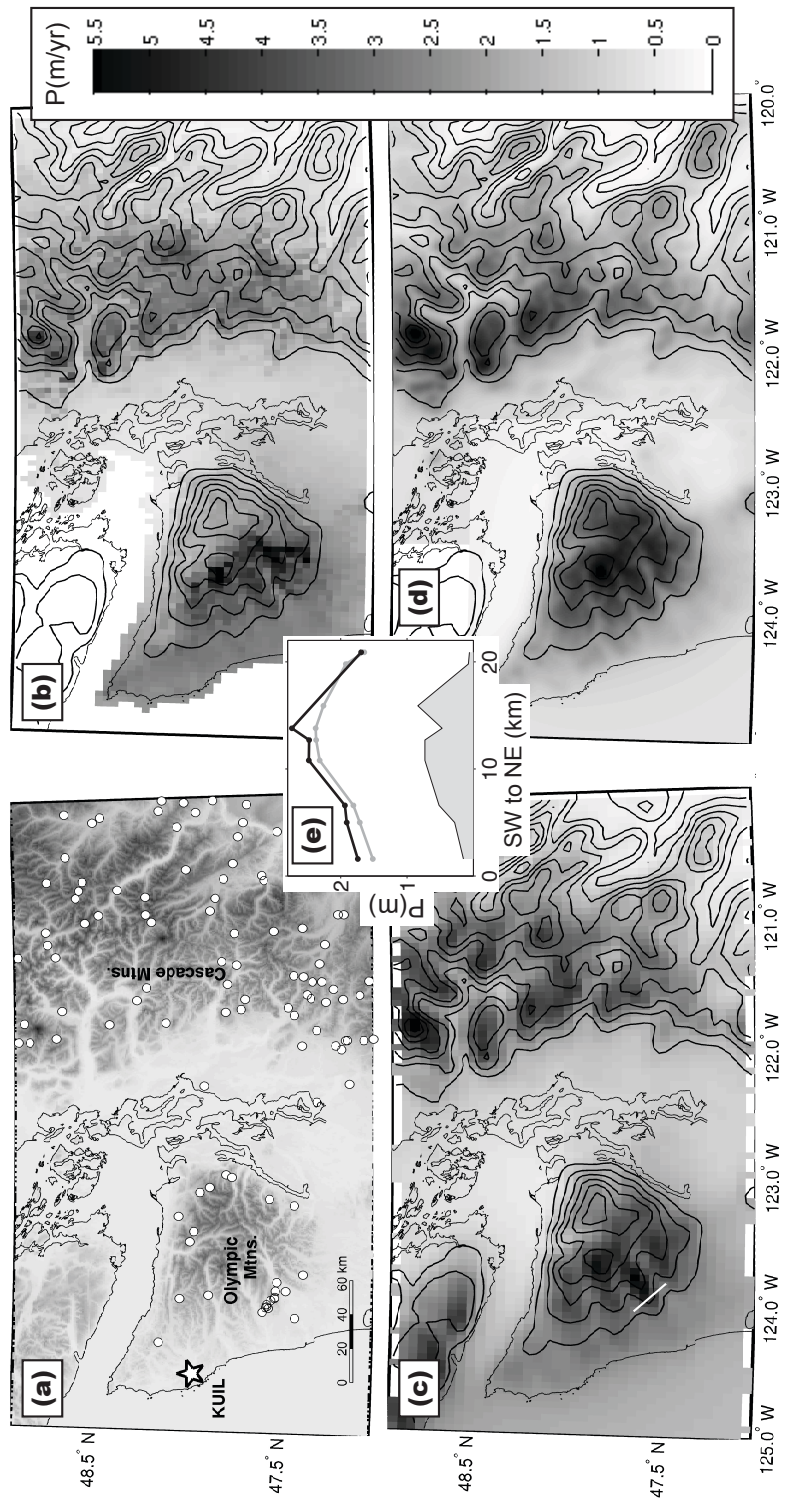 (a)
Cascade Mtns.
Olympic
Mtns.
KUIL
0 20 40 60 km
48.5° N
47.5° N
(b)
P(m/yr)
5.5
5
4.5
4
3.5
3
2.5
2
1.5
1
0.5
0
(c)
48.5° N
47.5° N
125.0° W
124.0° W
123.0° W
122.0° W
121.0° W
(d)
124.0° W
123.0° W
122.0° W
121.0° W
120.0°
(e)
P(m)
2
1
0
10
20
SW to NE (km)